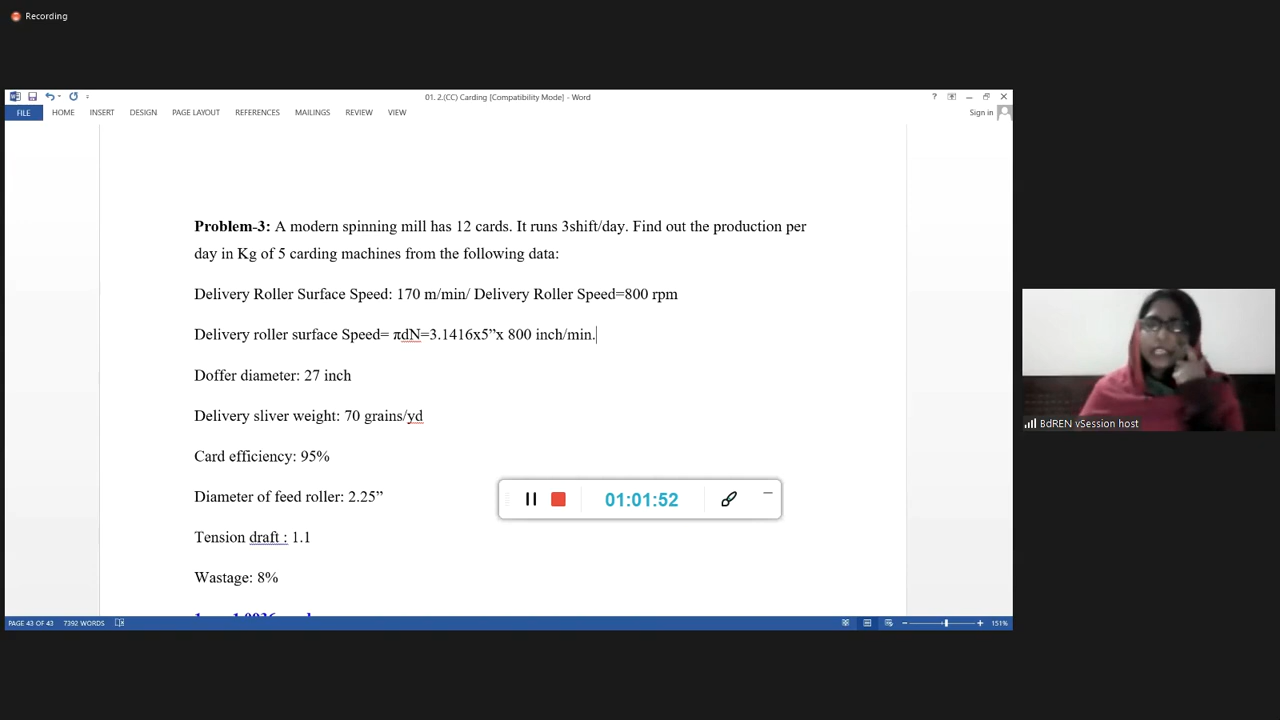 Recording
01. 2.(CC) Carding [Compatibility Mode] - Word
FILE HOME INSERT DESIGN PAGE LAYOUT REFERENCES MAILINGS REVIEW VIEW Sign in
Problem-3: A modern spinning mill has 12 cards. It runs 3shift/day. Find out the production per
day in Kg of 5 carding machines from the following data:
Delivery Roller Surface Speed: 170 m/min/ Delivery Roller Speed=800 rpm
Delivery roller surface Speed= πdN=3.1416x5”x 800 inch/min.
Doffer diameter: 27 inch
Delivery sliver weight: 70 grains/yd
Card efficiency: 95%
Diameter of feed roller: 2.25”
Tension draft : 1.1
Wastage: 8%
01:01:52
BdREN vSession host
PAGE 43 OF 43 7392 WORDS 151%